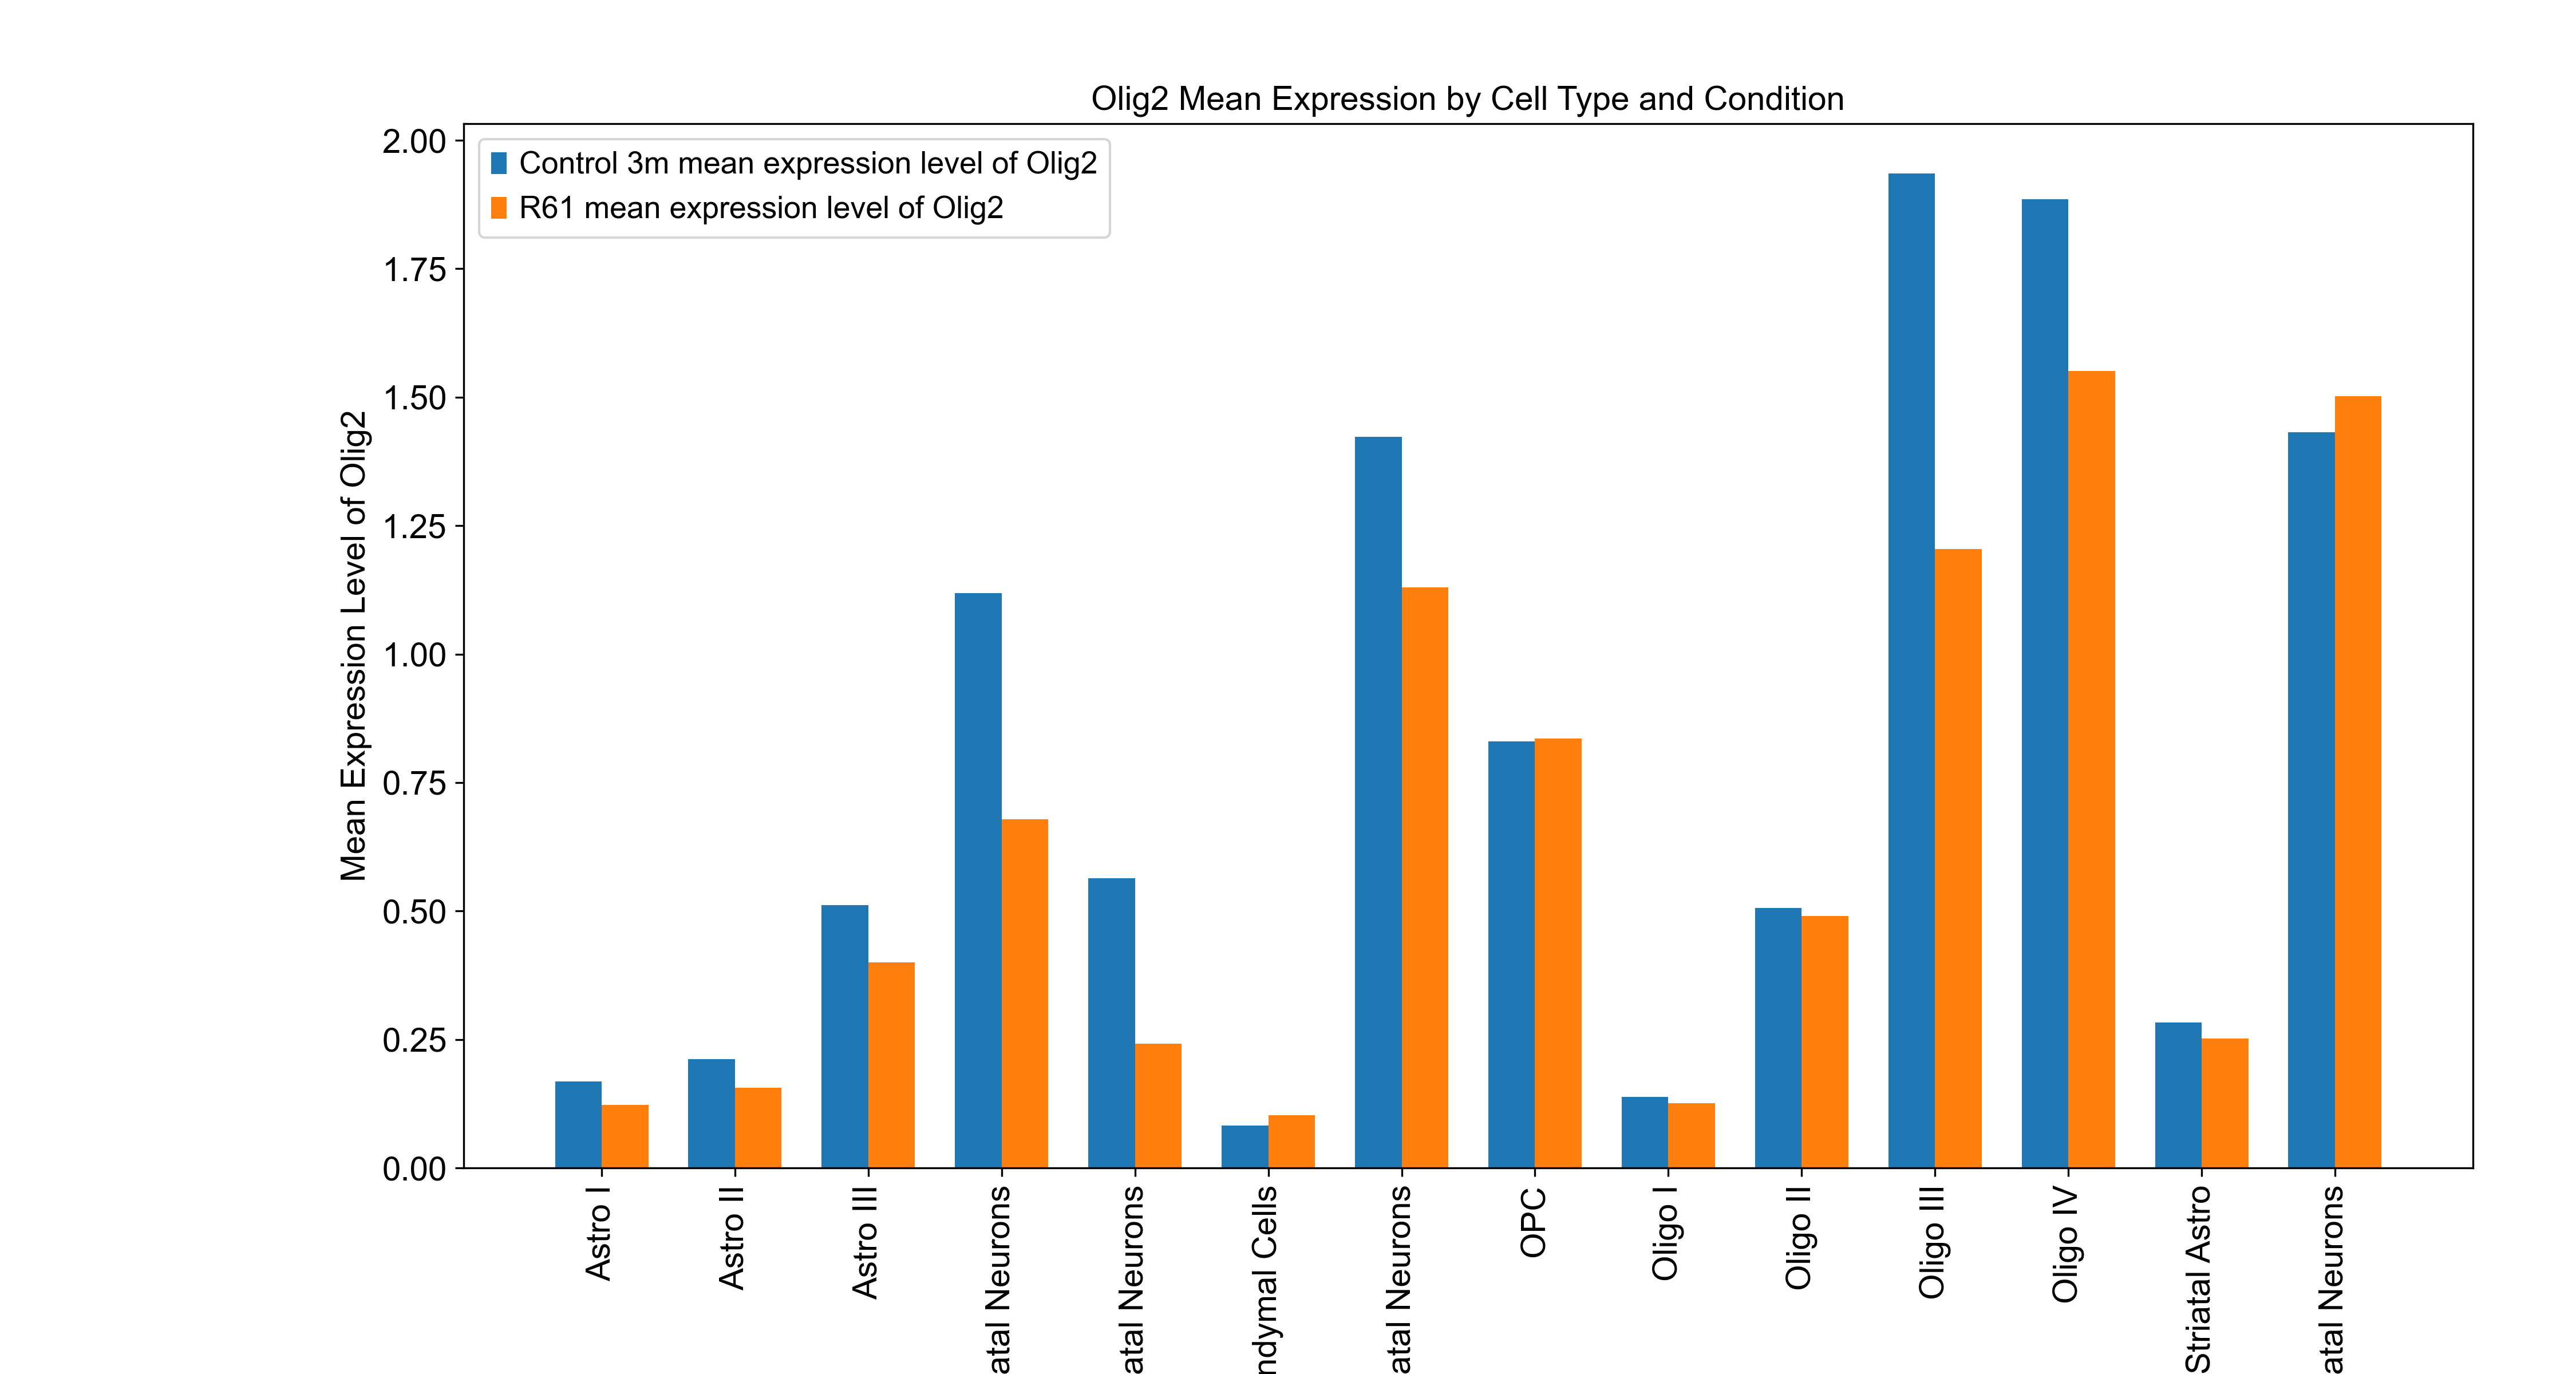 Olig2 Mean Expression by Cell Type and Condition
Control 3m mean expression level of Olig2
R61 mean expression level of Olig2
Mean Expression Level of Olig2
2.00
1.75
1.50
1.25
1.00
0.75
0.50
0.25
0.00
Astro I
Astro II
Astro III
atal Neurons
atal Neurons
ndymal Cells
atal Neurons
OPC
Oligo I
Oligo II
Oligo III
Oligo IV
Striatal Astro
atal Neurons